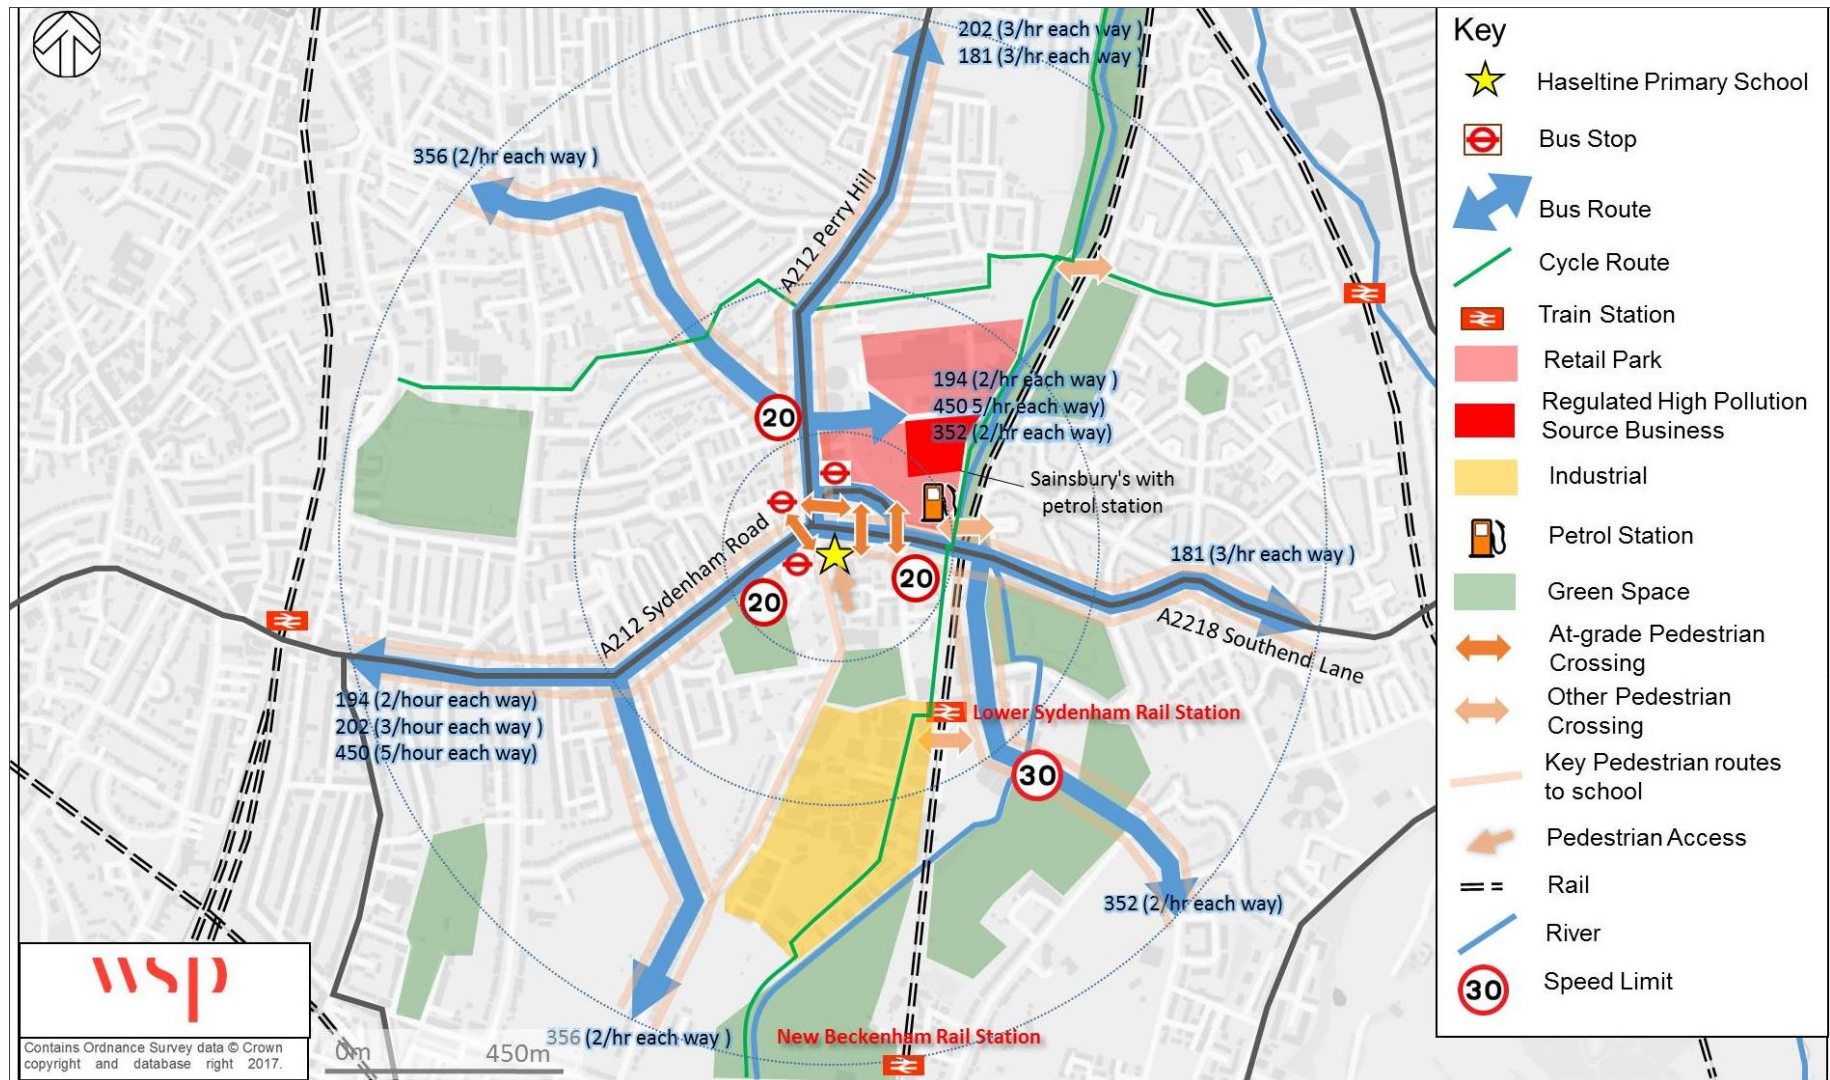 202 (3/hr each way )
181 (3/hr each way )
356 (2/hr each way )
A212 Perry Hill
194 (2/hr each way )
450 5/hr each way)
352 (2/hr each way)
20
Sainsbury's with
petrol station
A212 Sydenham Road
181 (3/hr each way )
20
20
A2218 Southend Lane
194 (2/hour each way)
202 (3/hour each way )
450 (5/hour each way)
Lower Sydenham Rail Station
30
352 (2/hr each way)
356 (2/hr each way )
New Beckenham Rail Station
0m
450m
wsp
Contains Ordnance Survey data © Crown
copyright and database right 2017.
Key
Haseltine Primary School
Bus Stop
Bus Route
Cycle Route
Train Station
Retail Park
Regulated High Pollution
Source Business
Industrial
Petrol Station
Green Space
At-grade Pedestrian
Crossing
Other Pedestrian
Crossing
Key Pedestrian routes
to school
Pedestrian Access
Rail
River
30
Speed Limit